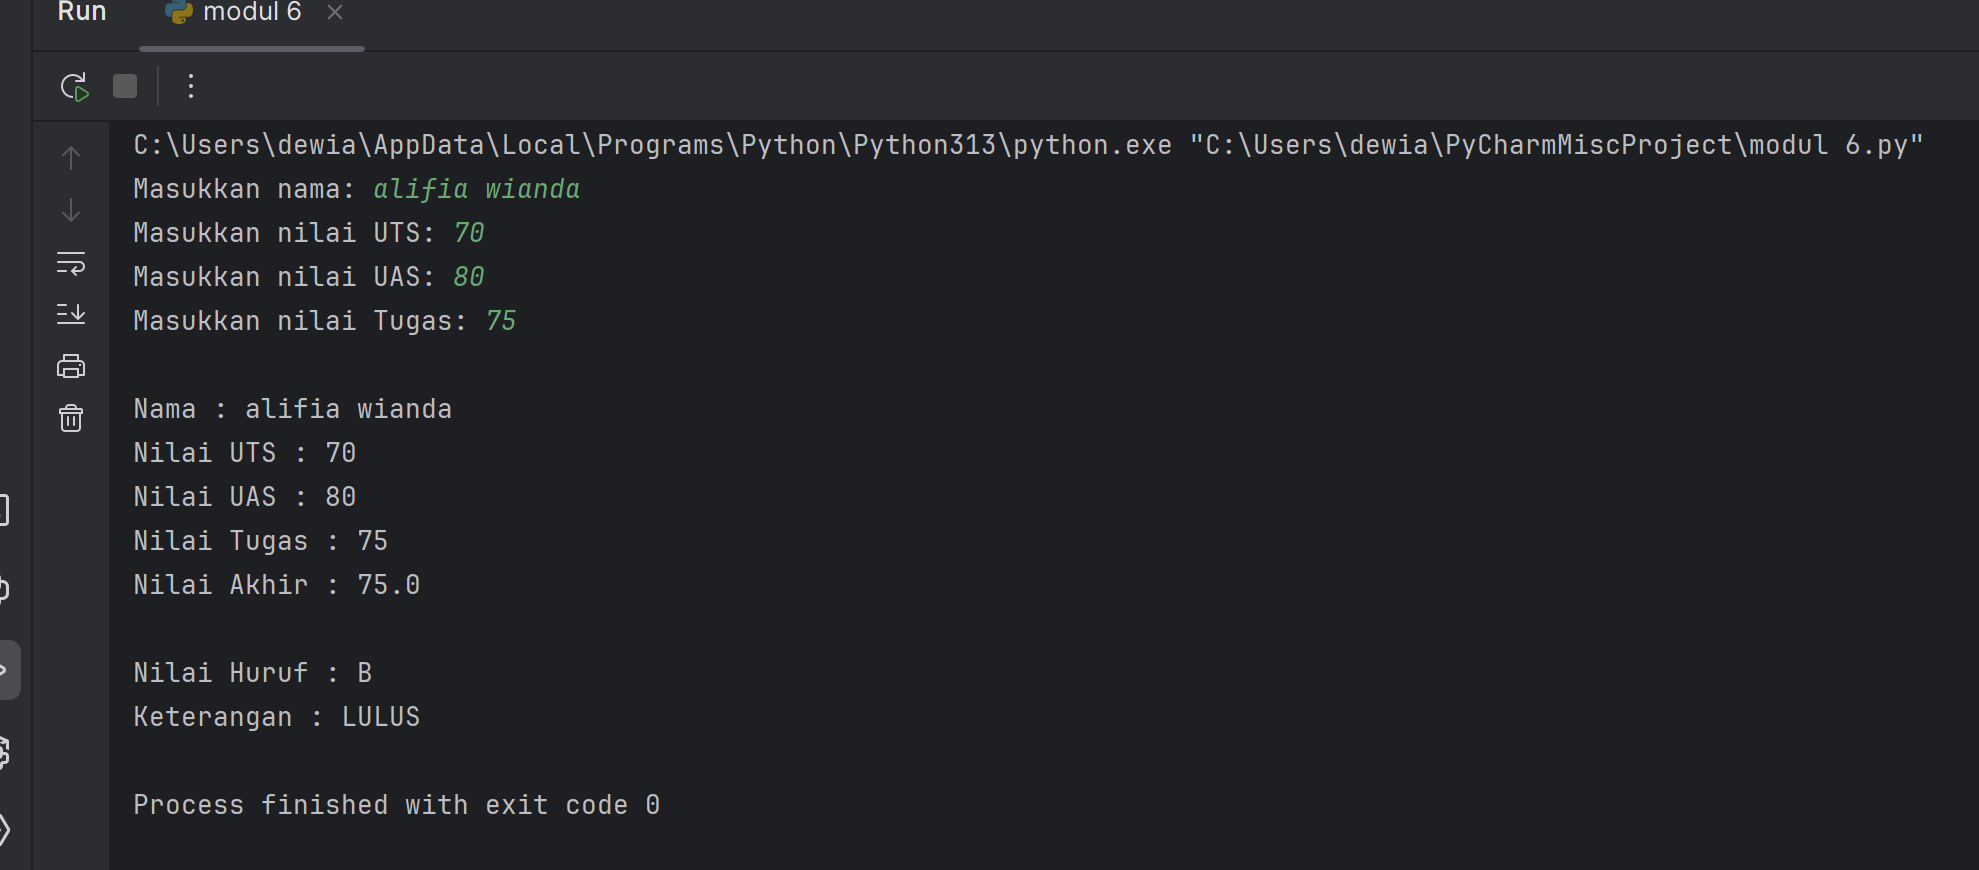 Run modul 6
C:\Users\dewia\AppData\Local\Programs\Python\Python313\python.exe "C:\Users\dewia\PyCharmMiscProject\modul 6.py"
Masukkan nama: alifia wianda
Masukkan nilai UTS: 70
Masukkan nilai UAS: 80
Masukkan nilai Tugas: 75
Nama : alifia wianda
Nilai UTS : 70
Nilai UAS : 80
Nilai Tugas : 75
Nilai Akhir : 75.0
Nilai Huruf : B
Keterangan : LULUS
Process finished with exit code 0